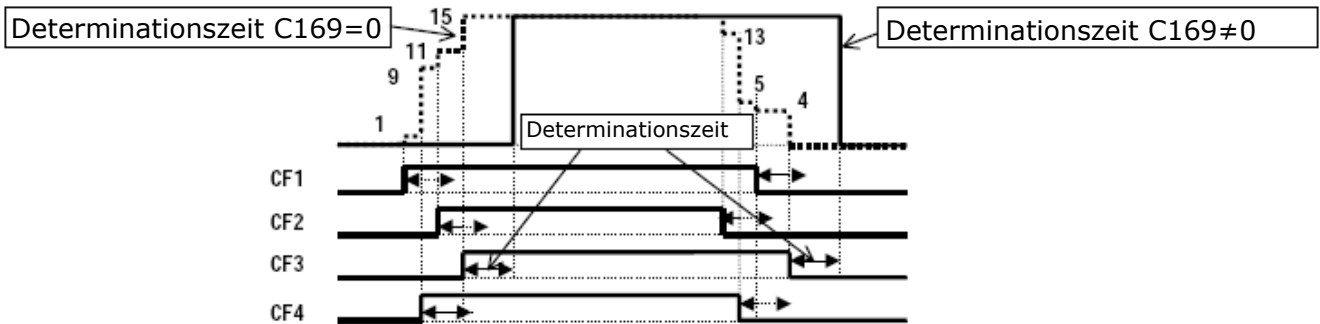 Determinationszeit C169=0
15
Determinationszeit C169≠0
11
13
9
5
4
1
Determinationszeit
CF1
CF2
CF3
CF4